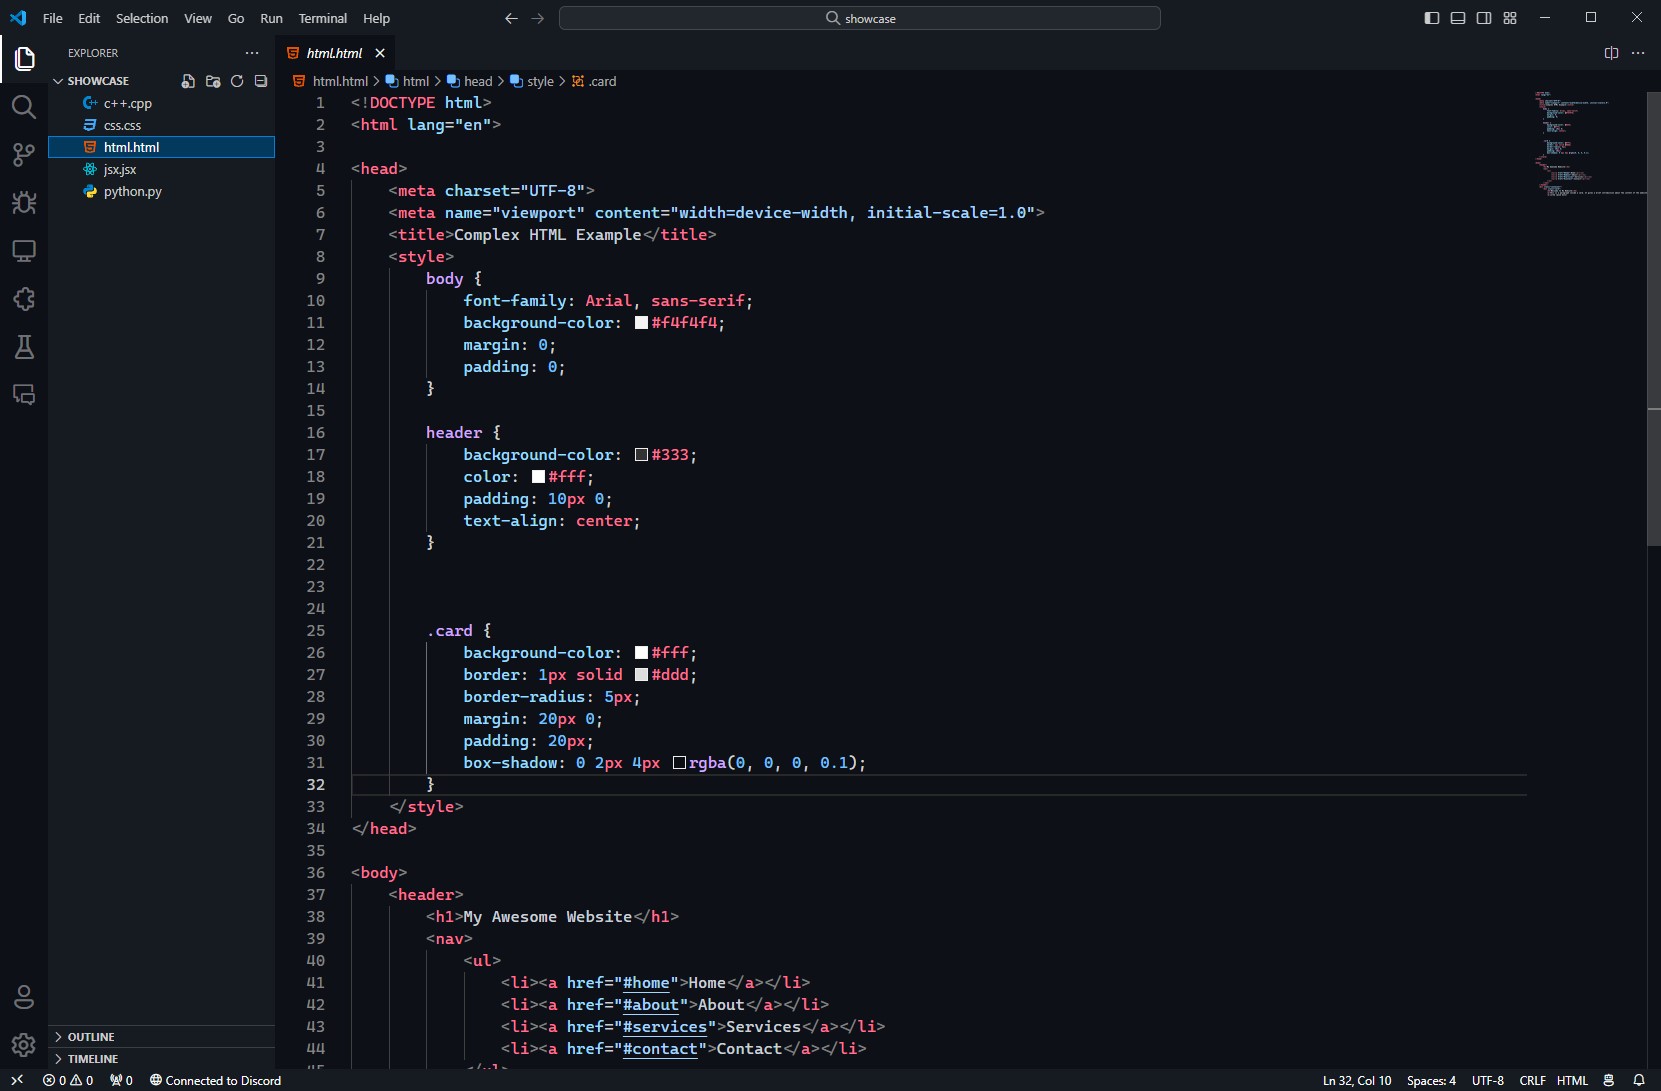 File Edit Selection View Go Run Terminal Help
showcase
EXPLORER
SHOWCASE
c++.cpp
css.css
html.html
jsx.jsx
python.py
OUTLINE
TIMELINE
html.html
html.html > html > head > style > .card
1 <!DOCTYPE html>
2 <html lang="en">
3
4 <head>
5 <meta charset="UTF-8">
6 <meta name="viewport" content="width=device-width, initial-scale=1.0">
7 <title>Complex HTML Example</title>
8 <style>
9 body {
10 font-family: Arial, sans-serif;
11 background-color: #f4f4f4;
12 margin: 0;
13 padding: 0;
14 }
15
16 header {
17 background-color: #333;
18 color: #fff;
19 padding: 10px 0;
20 text-align: center;
21 }
22
23
24
25 .card {
26 background-color: #fff;
27 border: 1px solid #ddd;
28 border-radius: 5px;
29 margin: 20px 0;
30 padding: 20px;
31 box-shadow: 0 2px 4px rgba(0, 0, 0, 0.1);
32 }
33 </style>
34 </head>
35
36 <body>
37 <header>
38 <h1>My Awesome Website</h1>
39 <nav>
40 <ul>
41 <li><a href="#home">Home</a></li>
42 <li><a href="#about">About</a></li>
43 <li><a href="#services">Services</a></li>
44 <li><a href="#contact">Contact</a></li>
45 </ul>
0 0 0 Connected to Discord
Ln 32, Col 10 Spaces: 4 UTF-8 CRLF HTML